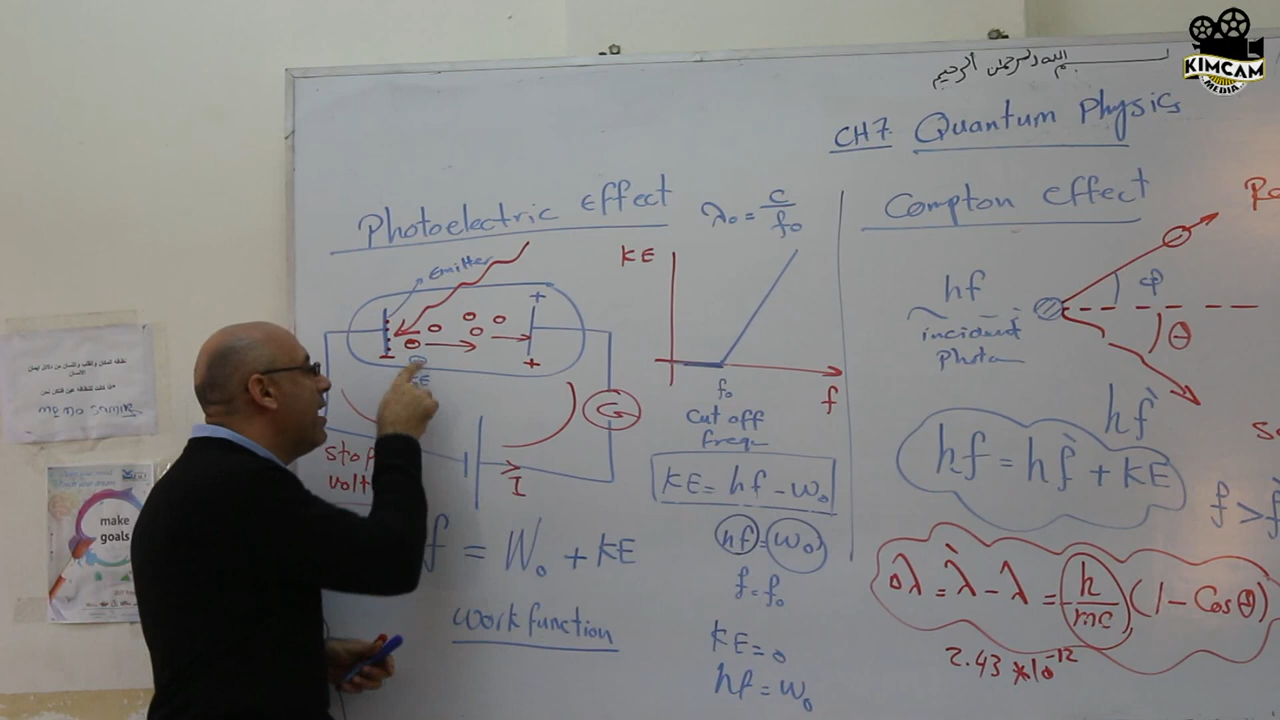 KIMCAM
MEDIA
بسم الله الرحمن الرحيم
CH7. Quantum Physics
Photoelectric Effect
λ₀ = c/f₀
Emitter
KE
f₀
f
Cut off
freq
G
I
stop
volt
KE = hf - w₀
f = W₀ + KE
hf = w₀
f = f₀
work function
KE = 0
hf = w₀
Compton effect
hf
incident
photon
φ
θ
hf`
hf = hf` + KE
f > f`
Δλ = λ` - λ = h/mc (1 - Cos θ)
2.43 *10⁻¹²
make
goals